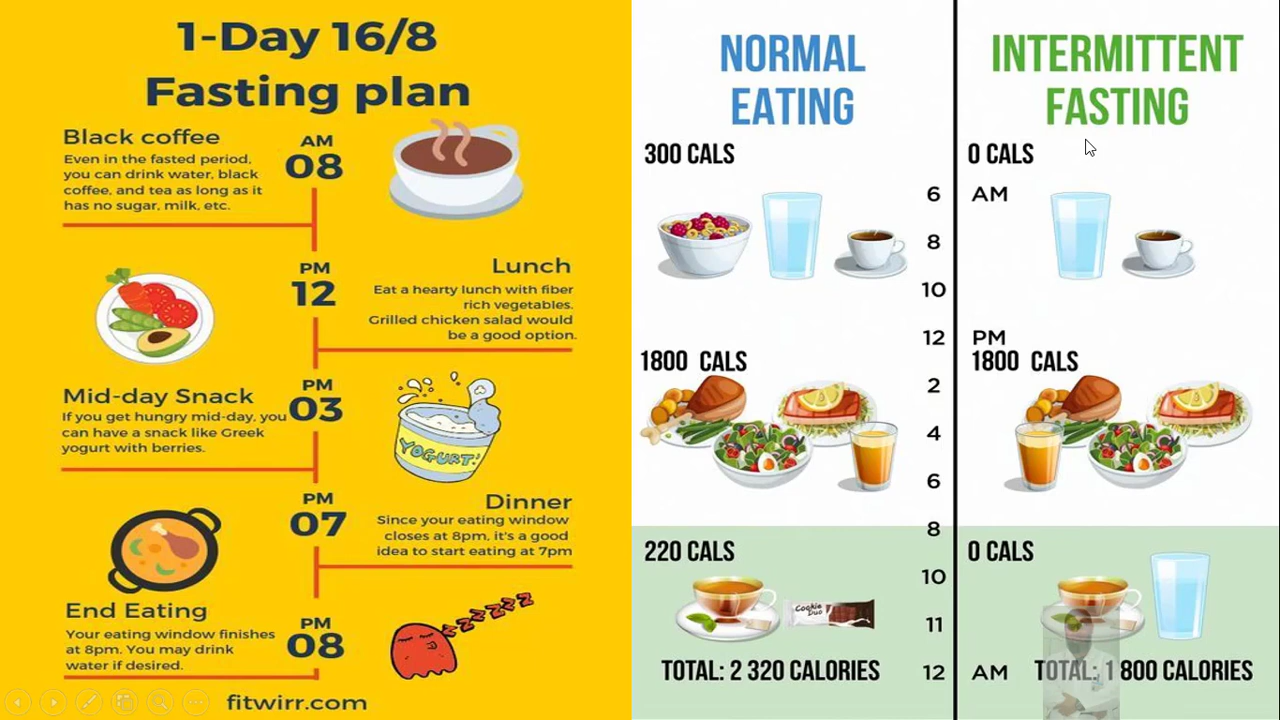 1-Day 16/8
Fasting plan
Black coffee
Even in the fasted period,
you can drink water, black
coffee, and tea as long as it
has no sugar, milk, etc.
AM
08
PM
12
Lunch
Eat a hearty lunch with fiber
rich vegetables.
Grilled chicken salad would
be a good option.
Mid-day Snack
If you get hungry mid-day, you
can have a snack like Greek
yogurt with berries.
PM
03
YOGURT!
PM
07
Dinner
Since your eating window
closes at 8pm, it's a good
idea to start eating at 7pm
End Eating
Your eating window finishes
at 8pm. You may drink
water if desired.
PM
08
zzzzzz
fitwirr.com
NORMAL
EATING
300 CALS
1800 CALS
220 CALS
Cookie
Duo
TOTAL: 2 320 CALORIES
6 AM
8
10
12 PM
2
4
6
8
10
11
12 AM
INTERMITTENT
FASTING
0 CALS
1800 CALS
0 CALS
TOTAL: 1 800 CALORIES